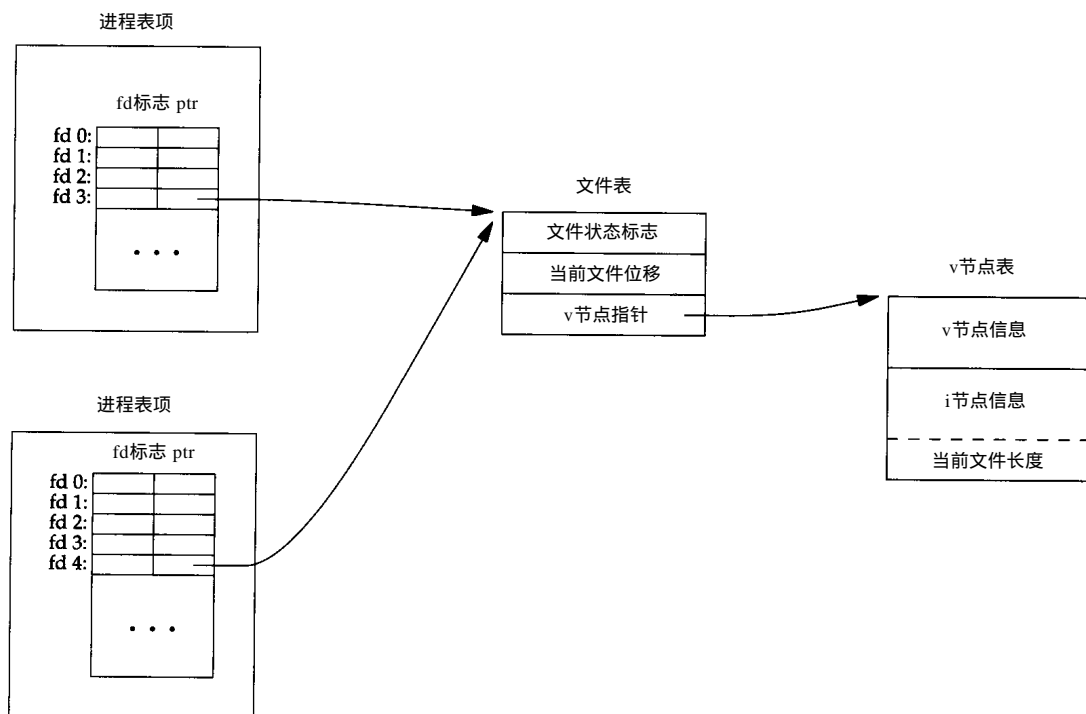 进程表项
fd标志 ptr
fd 0:
fd 1:
fd 2:
fd 3:
• • •
文件表
文件状态标志
当前文件位移
v节点指针
v节点表
v节点信息
i节点信息
当前文件长度
进程表项
fd标志 ptr
fd 0:
fd 1:
fd 2:
fd 3:
fd 4:
• • •